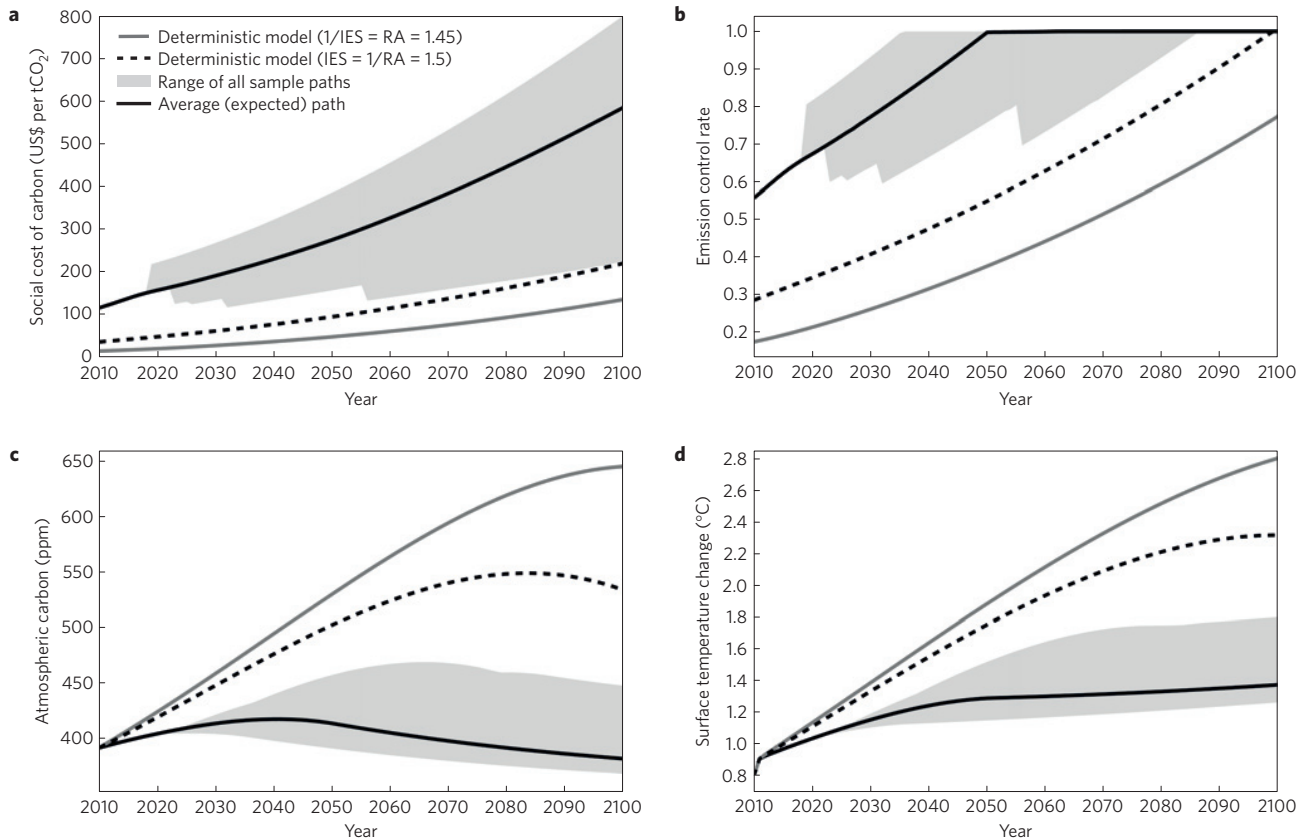 a
Social cost of carbon (US$ per tCO₂)
800
700
600
500
400
300
200
100
0
Deterministic model (1/IES = RA = 1.45)
Deterministic model (IES = 1/RA = 1.5)
Range of all sample paths
Average (expected) path
2010 2020 2030 2040 2050 2060 2070 2080 2090 2100
Year
b
Emission control rate
1.0
0.9
0.8
0.7
0.6
0.5
0.4
0.3
0.2
2010 2020 2030 2040 2050 2060 2070 2080 2090 2100
Year
c
Atmospheric carbon (ppm)
650
600
550
500
450
400
2010 2020 2030 2040 2050 2060 2070 2080 2090 2100
Year
d
Surface temperature change (°C)
2.8
2.6
2.4
2.2
2.0
1.8
1.6
1.4
1.2
1.0
0.8
2010 2020 2030 2040 2050 2060 2070 2080 2090 2100
Year